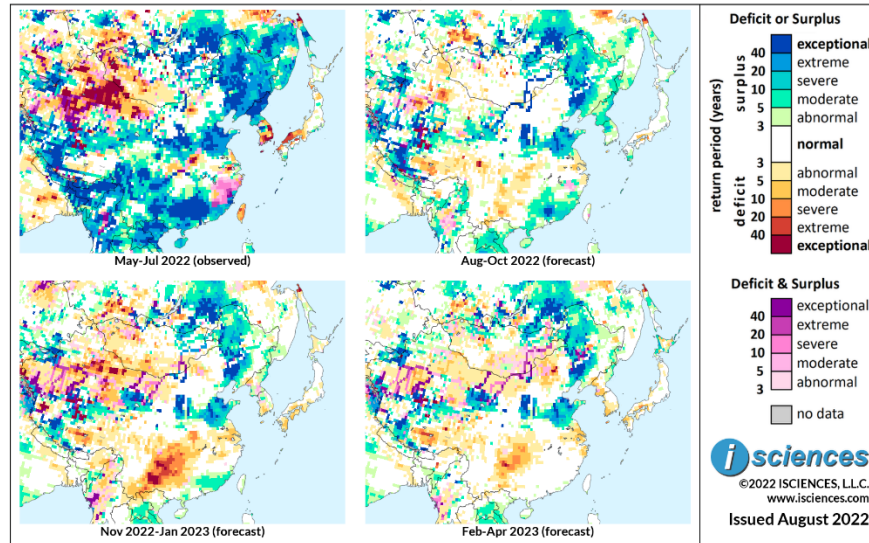 May-Jul 2022 (observed)
Aug-Oct 2022 (forecast)
Nov 2022-Jan 2023 (forecast)
Feb-Apr 2023 (forecast)
Deficit or Surplus
return period (years)
surplus
deficit
exceptional
40
extreme
20
severe
10
moderate
5
abnormal
3
normal
3
abnormal
5
moderate
10
severe
20
extreme
40
exceptional
Deficit & Surplus
exceptional
40
extreme
20
severe
10
moderate
5
abnormal
3
no data
i sciences
©2022 ISCIENCES, L.L.C.
www.isciences.com
Issued August 2022